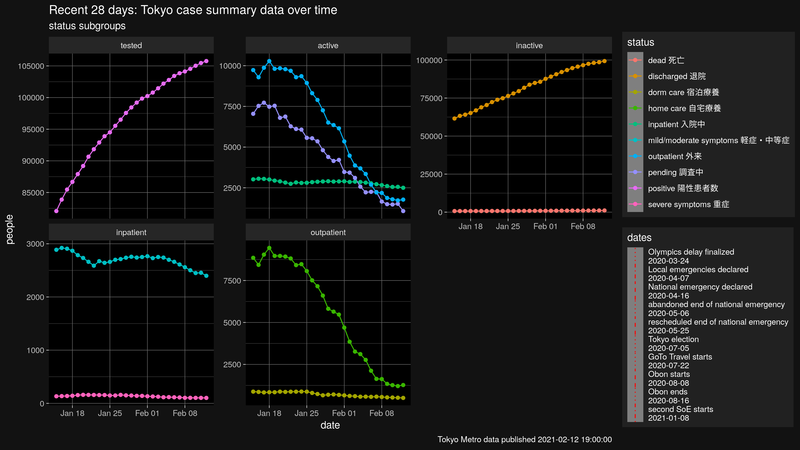 Recent 28 days: Tokyo case summary data over time
status subgroups
tested
active
inactive
105000
100000
95000
90000
85000
10000
7500
5000
2500
100000
75000
50000
25000
0
Jan 18
Jan 25
Feb 01
Feb 08
people
inpatient
outpatient
3000
2000
1000
0
7500
5000
2500
Jan 18
Jan 25
Feb 01
Feb 08
Jan 18
Jan 25
Feb 01
Feb 08
date
status
dead 死亡
discharged 退院
dorm care 宿泊療養
home care 自宅療養
inpatient 入院中
mild/moderate symptoms 軽症・中等症
outpatient 外来
pending 調査中
positive 陽性患者数
severe symptoms 重症
dates
Olympics delay finalized
2020-03-24
Local emergencies declared
2020-04-07
National emergency declared
2020-04-16
abandoned end of national emergency
2020-05-06
rescheduled end of national emergency
2020-05-25
Tokyo election
2020-07-05
GoTo Travel starts
2020-07-22
Obon starts
2020-08-08
Obon ends
2020-08-16
second SoE starts
2021-01-08
Tokyo Metro data published 2021-02-12 19:00:00